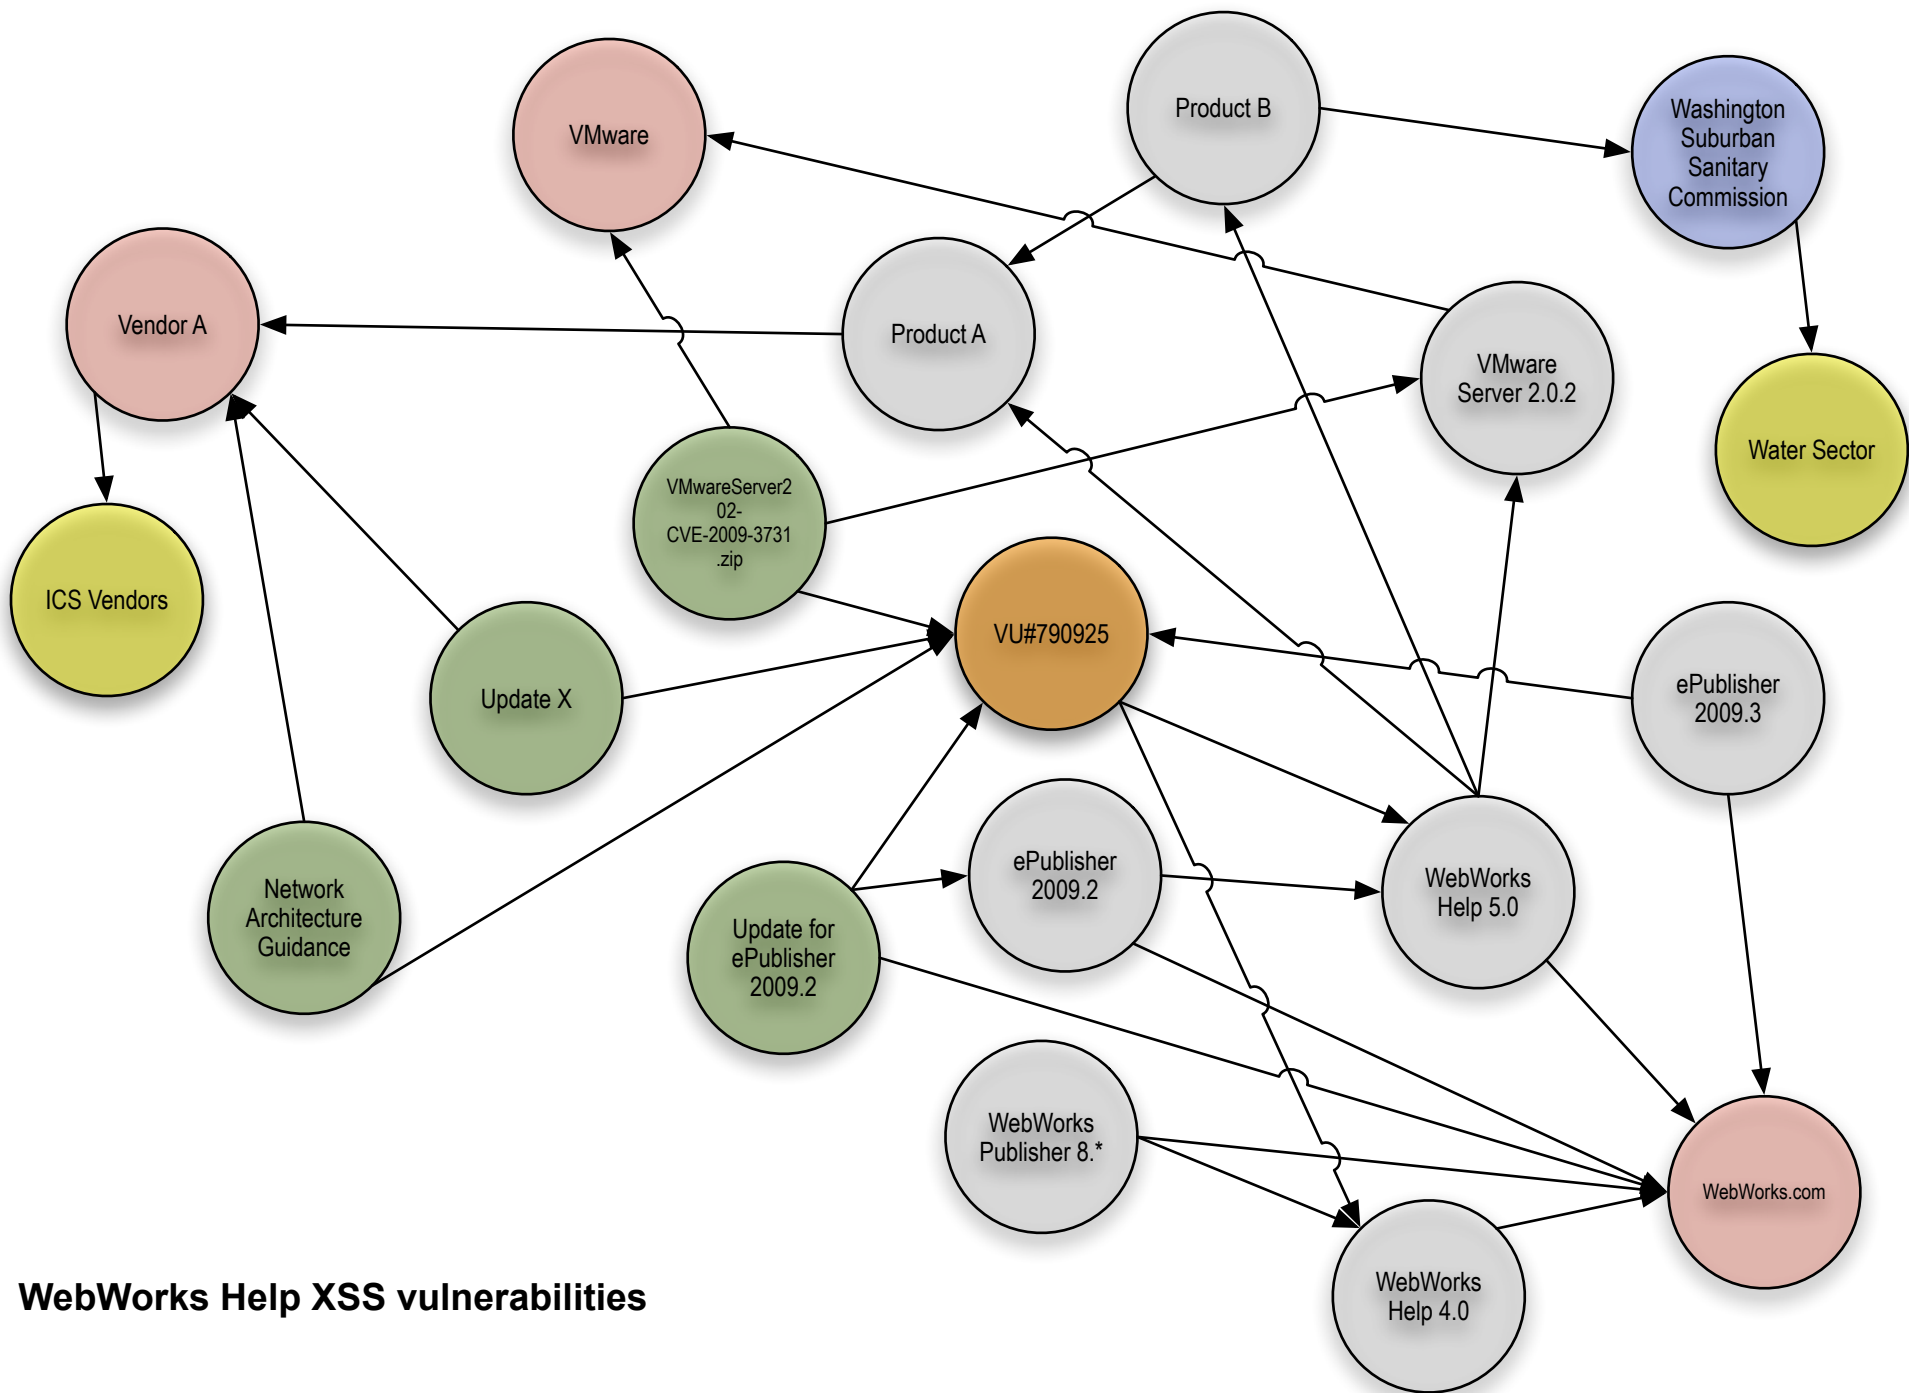 VMware
Product B
Washington
Suburban
Sanitary
Commission
Vendor A
Product A
VMware
Server 2.0.2
Water Sector
VMwareServer2
02-
CVE-2009-3731
.zip
ICS Vendors
VU#790925
Update X
ePublisher
2009.3
Network
Architecture
Guidance
ePublisher
2009.2
WebWorks
Help 5.0
Update for
ePublisher
2009.2
WebWorks
Publisher 8.*
WebWorks.com
WebWorks
Help 4.0
WebWorks Help XSS vulnerabilities